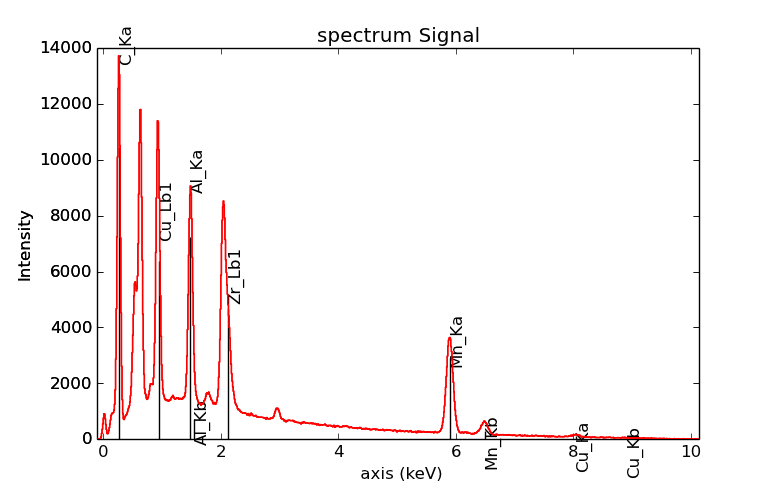 spectrum Signal
C_Ka
14000
12000
10000
8000
6000
4000
2000
0
Intensity
Cu_Lb1
Al_Ka
Al_Kb
Zr_Lb1
Mn_Ka
Mn_Kb
Cu_Ka
Cu_Kb
0 2 4 6 8 10
axis (keV)